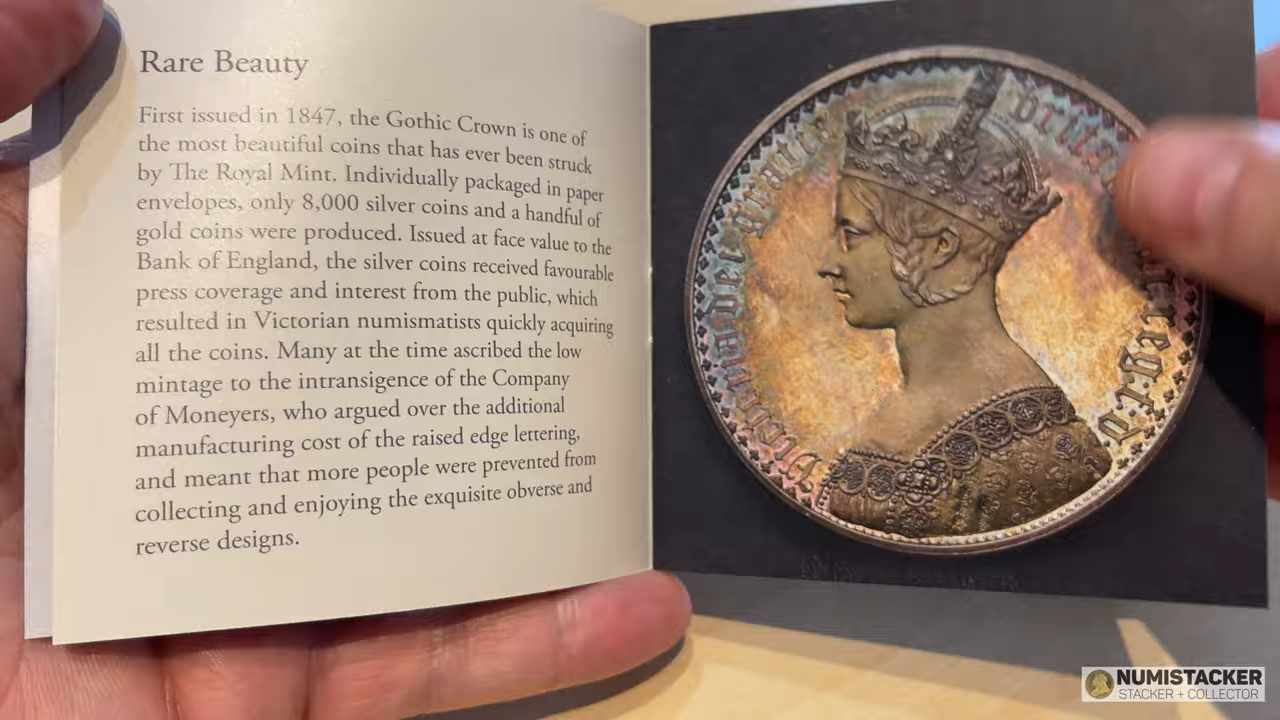 Rare Beauty
First issued in 1847, the Gothic Crown is one of
the most beautiful coins that has ever been struck
by The Royal Mint. Individually packaged in paper
envelopes, only 8,000 silver coins and a handful of
gold coins were produced. Issued at face value to the
Bank of England, the silver coins received favourable
press coverage and interest from the public, which
resulted in Victorian numismatists quickly acquiring
all the coins. Many at the time ascribed the low
mintage to the intransigence of the Company
of Moneyers, who argued over the additional
manufacturing cost of the raised edge lettering,
and meant that more people were prevented from
collecting and enjoying the exquisite obverse and
reverse designs.
Victoria dei gratia
NUMISTACKER
STACKER + COLLECTOR